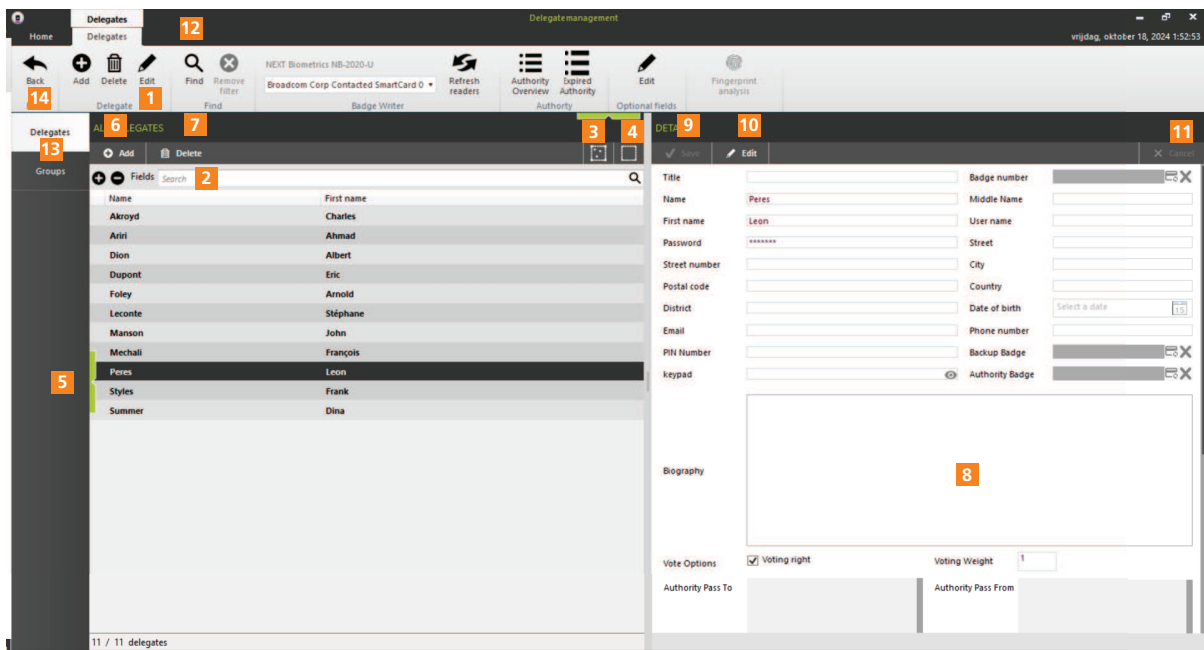 Delegates
Delegatemanagement
Home
Delegates
12
vrijdag, oktober 18, 2024 1:52:53
Back
Add
Delete
Edit
Find
Remove filter
NEXT Biometrics NB-2020-U
Broadcom Corp Contacted SmartCard 0
Refresh readers
Authority Overview
Expired Authority
Edit
Fingerprint analysis
14
Delegate
1
Find
Badge Writer
Authorty
Optional fields
Delegates
13
Groups
5
6
EGATES
7
3
4
Add
Delete
Fields
Search
2
Name First name
Akroyd Charles
Ariri Ahmad
Dion Albert
Dupont Eric
Foley Arnold
Leconte Stéphane
Manson John
Mechali François
Peres Leon
Styles Frank
Summer Dina
11 / 11 delegates
DETA
9
10
11
Save
Edit
Cancel
Title Badge number
Name Peres Middle Name
First name Leon User name
Password ******* Street
Street number City
Postal code Country
District Date of birth Select a date 15
Email Phone number
PIN Number Backup Badge
keypad Authority Badge
Biography
8
Vote Options Voting right Voting Weight 1
Authority Pass To Authority Pass From